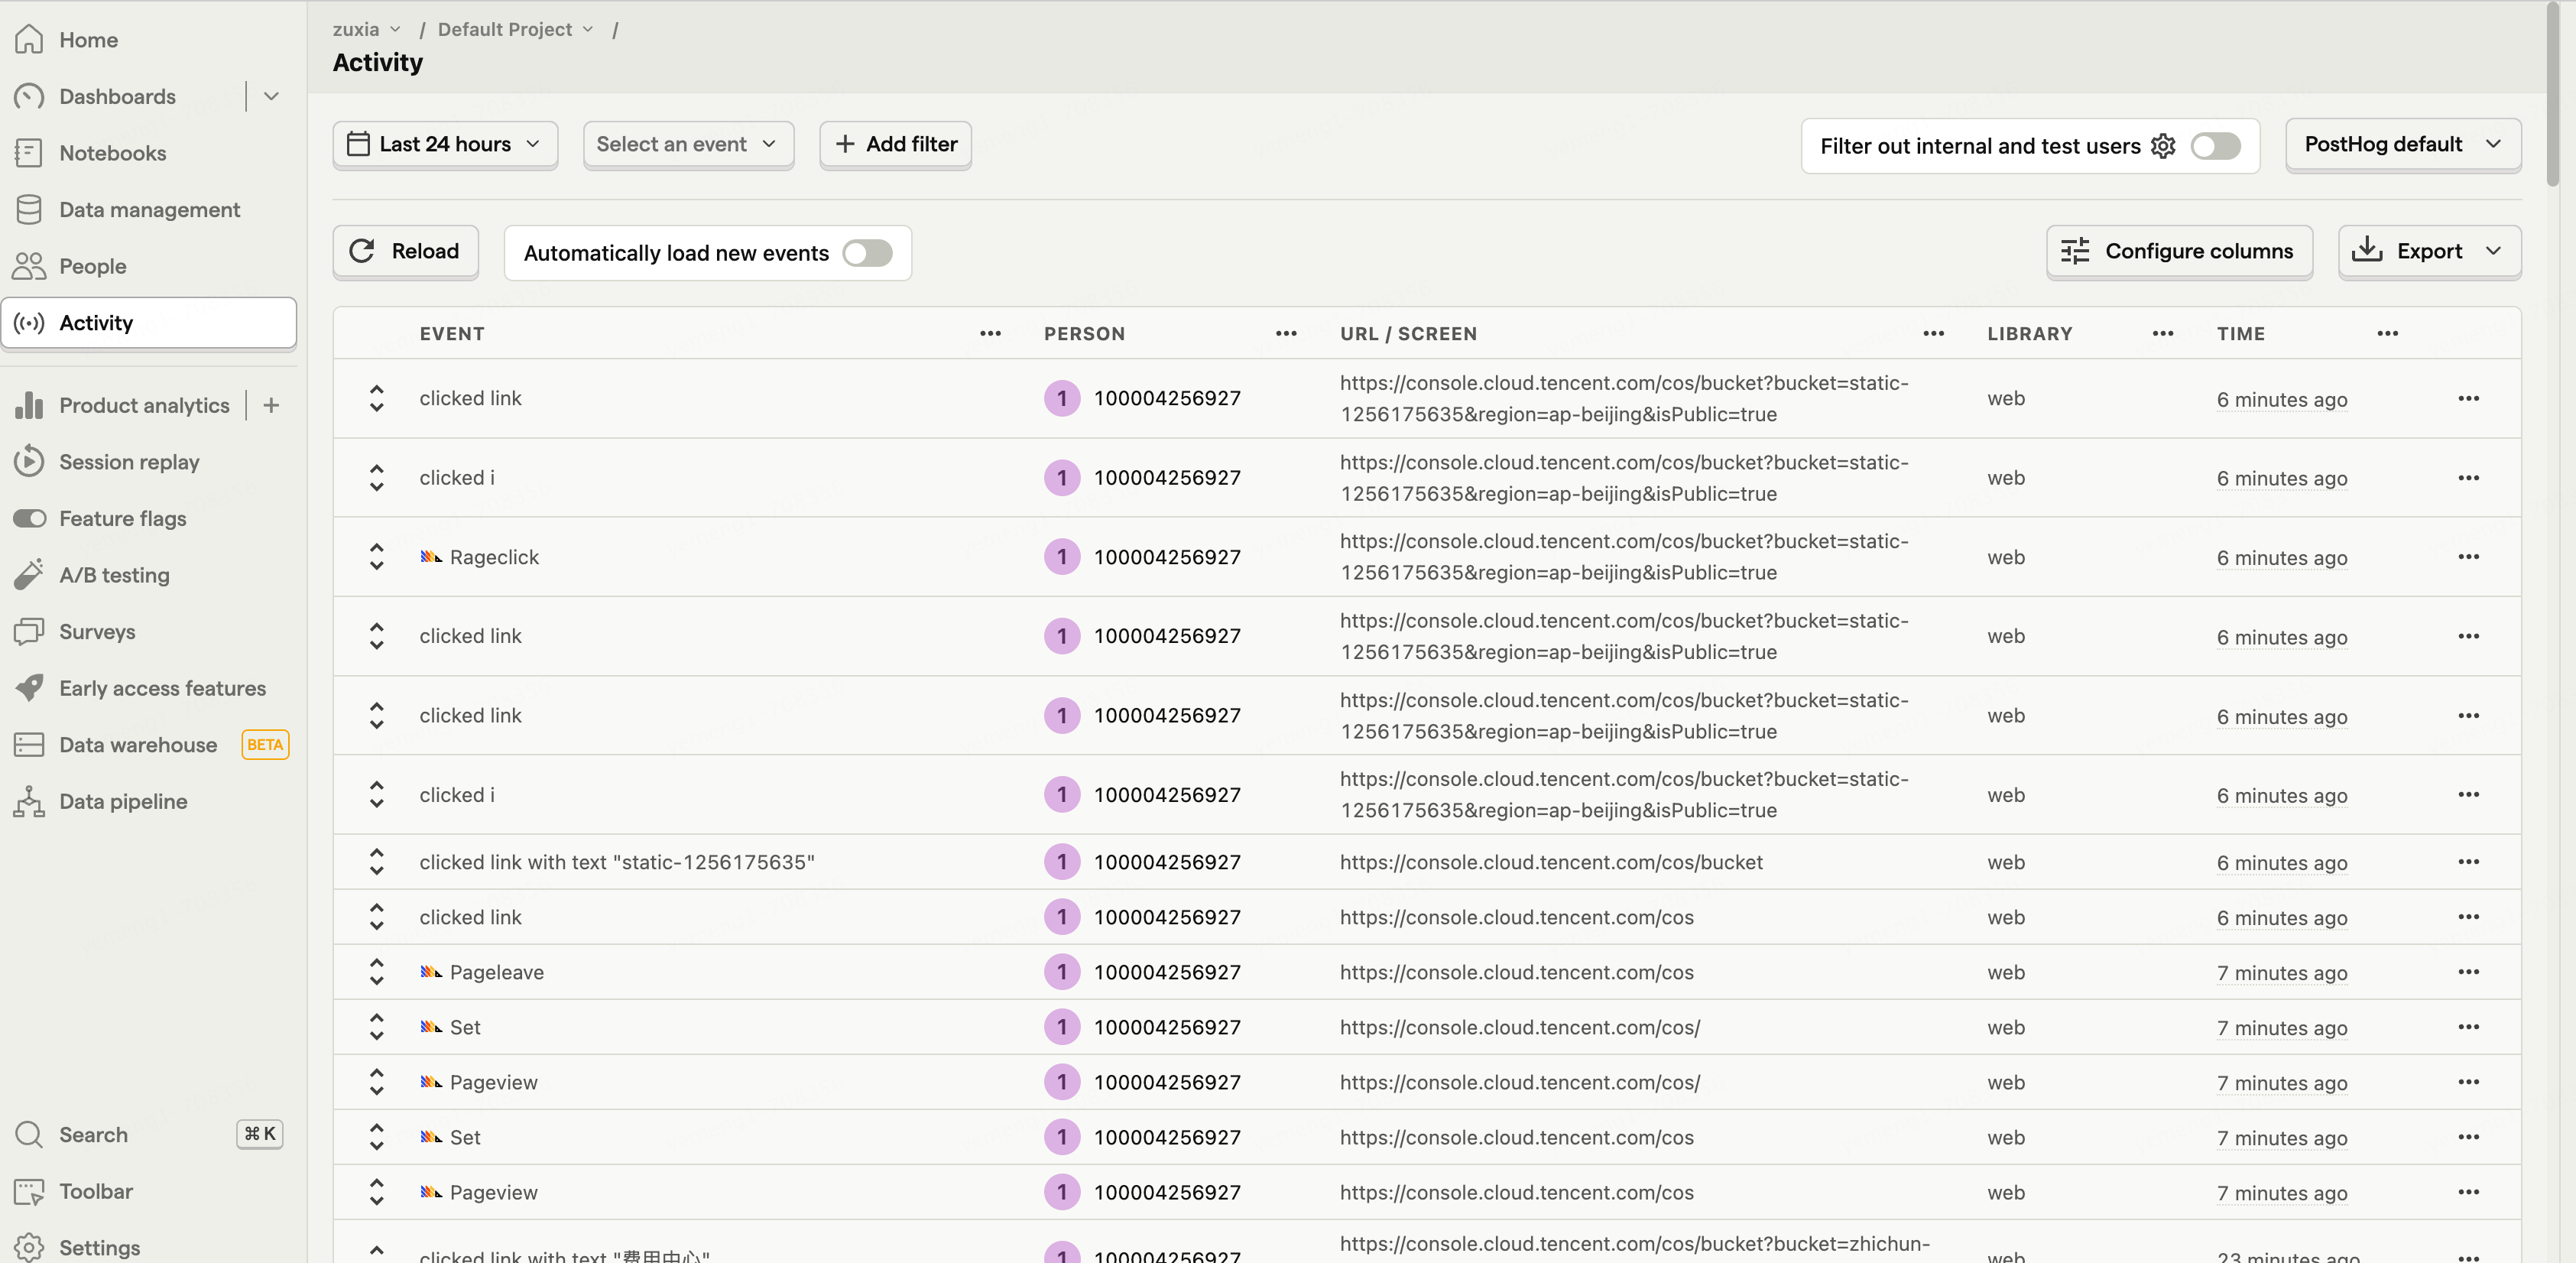 Home
Dashboards
Notebooks
Data management
People
Activity
Product analytics
Session replay
Feature flags
A/B testing
Surveys
Early access features
Data warehouse BETA
Data pipeline
Search ⌘ K
Toolbar
Settings
zuxia / Default Project /
Activity
Last 24 hours Select an event + Add filter Filter out internal and test users PostHog default
Reload Automatically load new events Configure columns Export
EVENT ••• PERSON ••• URL / SCREEN ••• LIBRARY ••• TIME •••
clicked link 1 100004256927 https://console.cloud.tencent.com/cos/bucket?bucket=static- web 6 minutes ago •••
1256175635&region=ap-beijing&isPublic=true
clicked i 1 100004256927 https://console.cloud.tencent.com/cos/bucket?bucket=static- web 6 minutes ago •••
1256175635&region=ap-beijing&isPublic=true
Rageclick 1 100004256927 https://console.cloud.tencent.com/cos/bucket?bucket=static- web 6 minutes ago •••
1256175635&region=ap-beijing&isPublic=true
clicked link 1 100004256927 https://console.cloud.tencent.com/cos/bucket?bucket=static- web 6 minutes ago •••
1256175635&region=ap-beijing&isPublic=true
clicked link 1 100004256927 https://console.cloud.tencent.com/cos/bucket?bucket=static- web 6 minutes ago •••
1256175635&region=ap-beijing&isPublic=true
clicked i 1 100004256927 https://console.cloud.tencent.com/cos/bucket?bucket=static- web 6 minutes ago •••
1256175635&region=ap-beijing&isPublic=true
clicked link with text "static-1256175635" 1 100004256927 https://console.cloud.tencent.com/cos/bucket web 6 minutes ago •••
clicked link 1 100004256927 https://console.cloud.tencent.com/cos web 6 minutes ago •••
Pageleave 1 100004256927 https://console.cloud.tencent.com/cos web 7 minutes ago •••
Set 1 100004256927 https://console.cloud.tencent.com/cos/ web 7 minutes ago •••
Pageview 1 100004256927 https://console.cloud.tencent.com/cos/ web 7 minutes ago •••
Set 1 100004256927 https://console.cloud.tencent.com/cos web 7 minutes ago •••
Pageview 1 100004256927 https://console.cloud.tencent.com/cos web 7 minutes ago •••
clicked link with text "费用中心" 1 100004256927 https://console.cloud.tencent.com/cos/bucket?bucket=zhichun- web 23 minutes ago •••